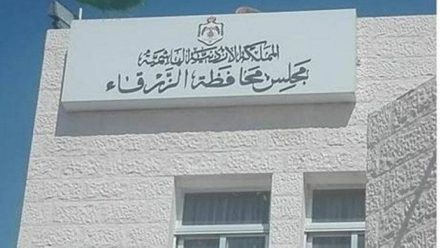 المملكة الأردنية الهاشمية
مجلس محافظة الزرقاء